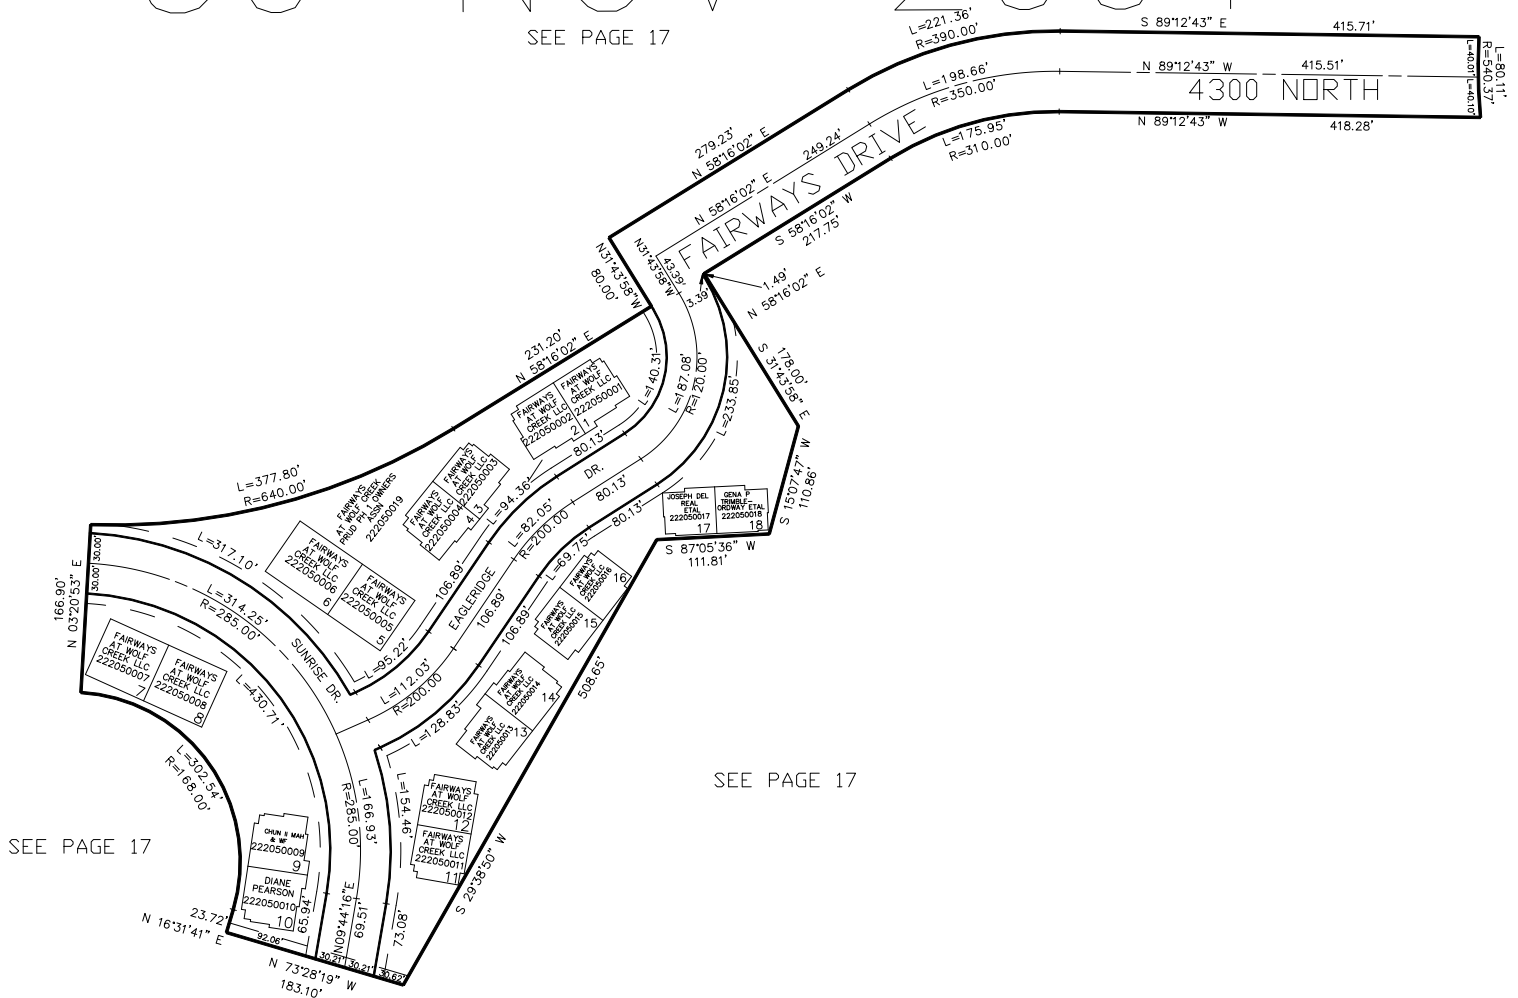 SEE PAGE 17
L=221.36'
R=390.00'
S 89°12'43" E 415.71'
L=198.66'
R=350.00'
N 89°12'43" W 415.51'
4300 NORTH
L=40.01'
L=40.10'
L=80.11'
R=540.37'
N 89°12'43" W 418.28'
L=175.95'
R=310.00'
279.23'
N 58°16'02" E
249.24'
N 58°16'02" E
FAIRWAYS DRIVE
S 58°16'02" W
217.75'
N31°43'58"W
80.00'
N31°43'58"W
43.39'
3.39'
1.49'
N 58°16'02" E
231.20'
N 58°16'02" E
L=140.31'
L=187.08'
R=120.00'
L=233.85'
178.00'
S 31°43'58" E
S 15°07'47" W
110.86'
FAIRWAYS
AT WOLF
CREEK LLC
222050001
1
FAIRWAYS
AT WOLF
CREEK LLC
222050002
2
80.13'
DR.
80.13'
80.13'
L=377.80'
R=640.00'
FAIRWAYS
AT WOLF CREEK
PRUD PH 1 OWNERS
ASSN
222050019
FAIRWAYS
AT WOLF
CREEK LLC
222050003
3
FAIRWAYS
AT WOLF
CREEK LLC
222050004
4
L=94.36'
L=82.05'
R=200.00
L=69.75'
JOSEPH DEL
REAL
ETAL
222050017
17
GENA P
TRIMBLE-
ORDWAY ETAL
222050018
18
S 87°05'36" W
111.81'
L=317.10'
FAIRWAYS
AT WOLF
CREEK LLC
222050006
6
FAIRWAYS
AT WOLF
CREEK LLC
222050005
5
106.89'
EAGLERIDGE
106.89'
106.89'
FAIRWAYS
AT WOLF
CREEK LLC
222050016
16
FAIRWAYS
AT WOLF
CREEK LLC
222050015
15
166.90'
N 03°20'53" E
30.00'
30.00'
L=314.25'
R=285.00'
SUNRISE DR.
L=95.22'
L=112.03'
R=200.00
L=128.83'
FAIRWAYS
AT WOLF
CREEK LLC
222050007
7
FAIRWAYS
AT WOLF
CREEK LLC
222050008
8
L=430.71'
FAIRWAYS
AT WOLF
CREEK LLC
222050014
14
FAIRWAYS
AT WOLF
CREEK LLC
222050013
13
508.65'
S 29°38'50" W
L=302.54'
R=168.00'
L=166.93'
R=285.00'
L=154.46'
FAIRWAYS
AT WOLF
CREEK LLC
222050012
12
FAIRWAYS
AT WOLF
CREEK LLC
222050011
11
SEE PAGE 17
SEE PAGE 17
CHUN II MAH
& WF
222050009
9
DIANE
PEARSON
222050010
10
65.94'
N09°44'16"E
69.51'
73.08'
23.72'
N 16°31'41" E
92.06'
30.21'
30.21'
30.62'
N 73°28'19" W
183.10'